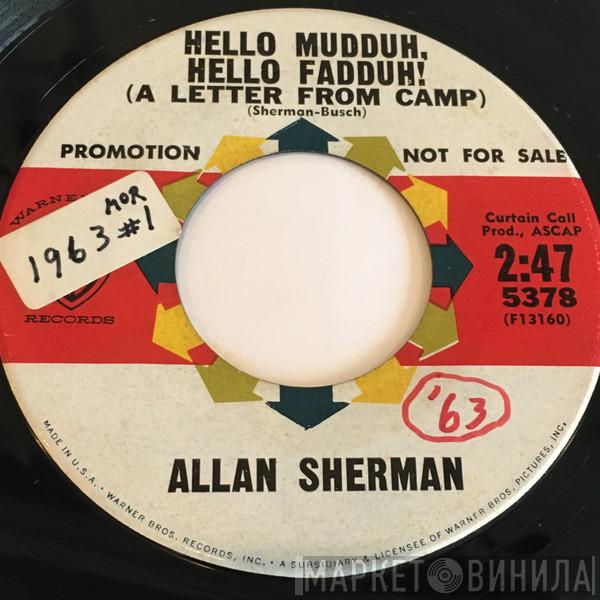 HELLO MUDDUH,
HELLO FADDUH!
(A LETTER FROM CAMP)
(Sherman-Busch)
PROMOTION NOT FOR SALE
WARNER
MOR
1963 #1
RECORDS
Curtain Call
Prod., ASCAP
2:47
5378
(F13160)
'63
ALLAN SHERMAN
MADE IN U.S.A. • WARNER BROS. RECORDS, INC. • A SUBSIDIARY & LICENSEE OF WARNER BROS. PICTURES, INC.
МАРКЕТ ВИНИЛА